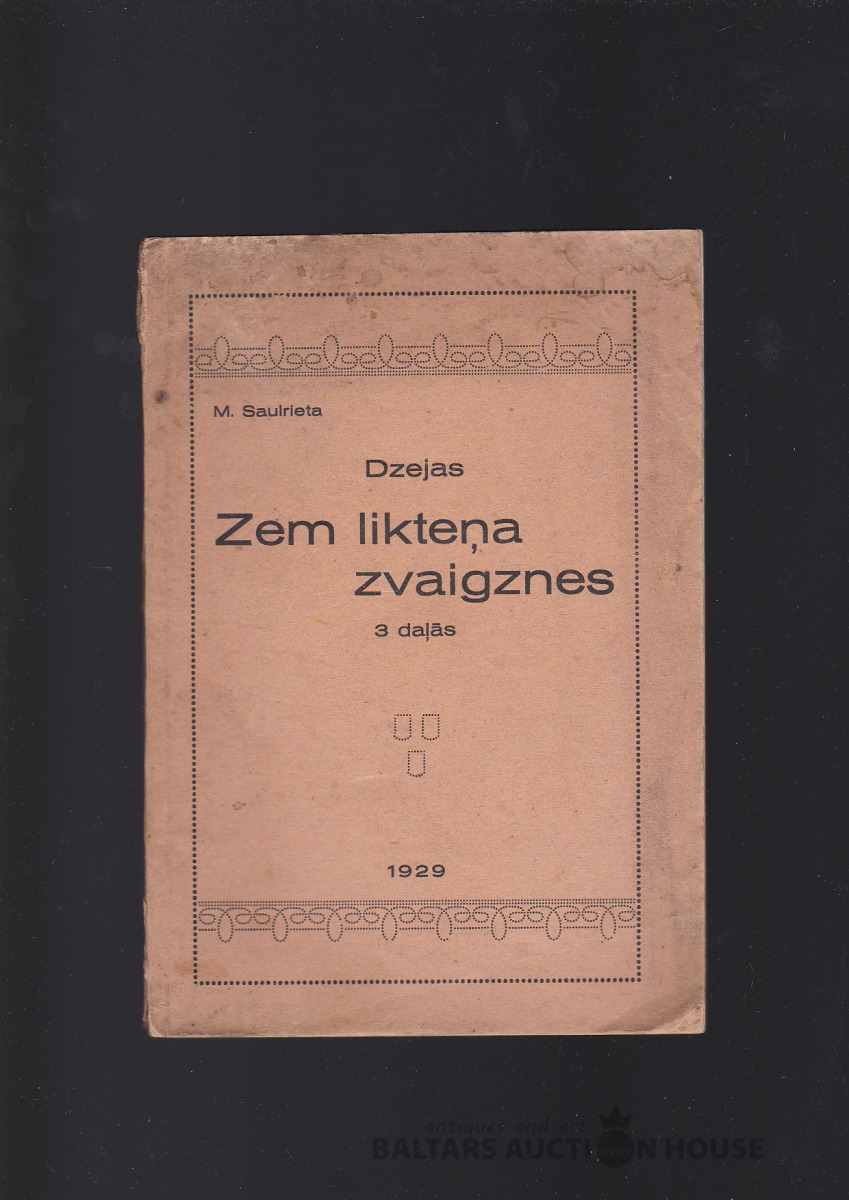 M. Saulrieta
Dzejas
Zem likteņa
zvaigznes
3 daļās
1929
antiques and art
BALTARS AUCTION HOUSE